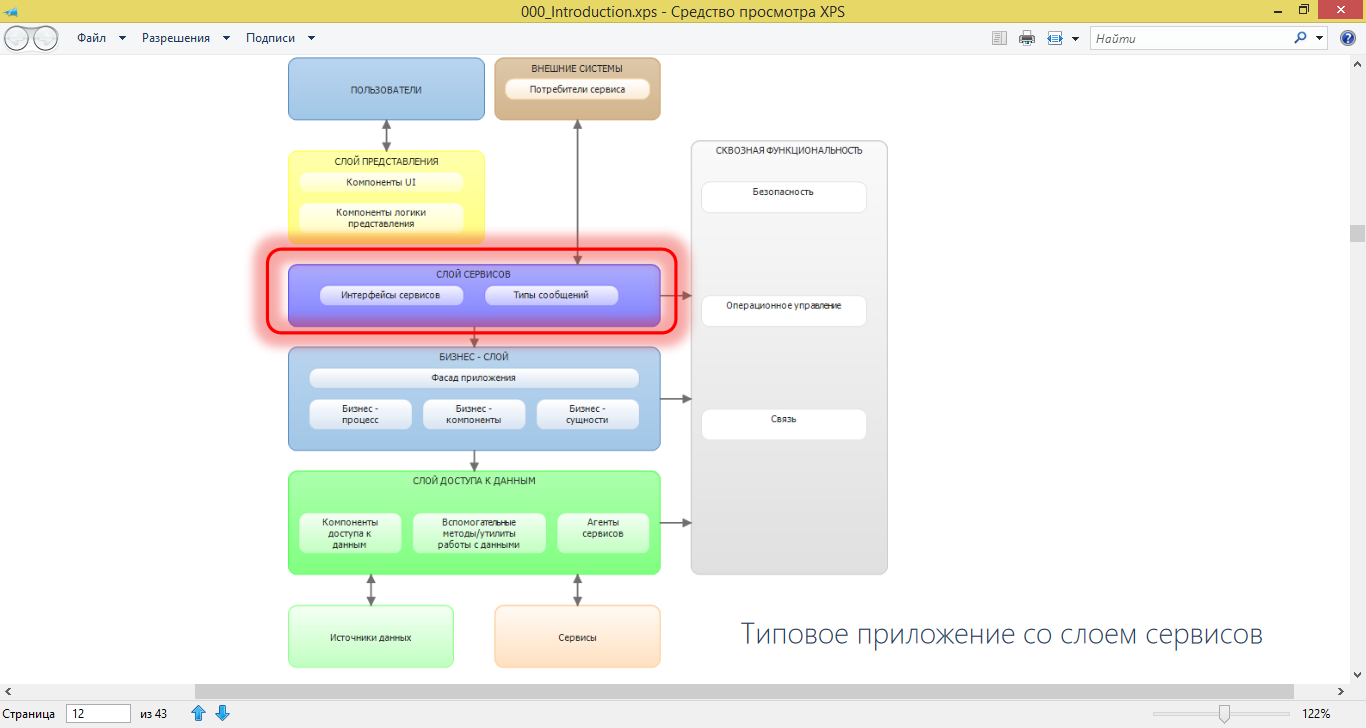 000_Introduction.xps - Средство просмотра XPS
Файл Разрешения Подписи
Найти
ПОЛЬЗОВАТЕЛИ
ВНЕШНИЕ СИСТЕМЫ
Потребители сервиса
СЛОЙ ПРЕДСТАВЛЕНИЯ
Компоненты UI
Компоненты логики
представления
СКВОЗНАЯ ФУНКЦИОНАЛЬНОСТЬ
Безопасность
Операционное управление
Связь
СЛОЙ СЕРВИСОВ
Интерфейсы сервисов
Типы сообщений
БИЗНЕС - СЛОЙ
Фасад приложения
Бизнес -
процесс
Бизнес -
компоненты
Бизнес -
сущности
СЛОЙ ДОСТУПА К ДАННЫМ
Компоненты
доступа к
данным
Вспомогательные
методы/утилиты
работы с данными
Агенты
сервисов
Источники данных
Сервисы
Типовое приложение со слоем сервисов
Страница 12 из 43
122%